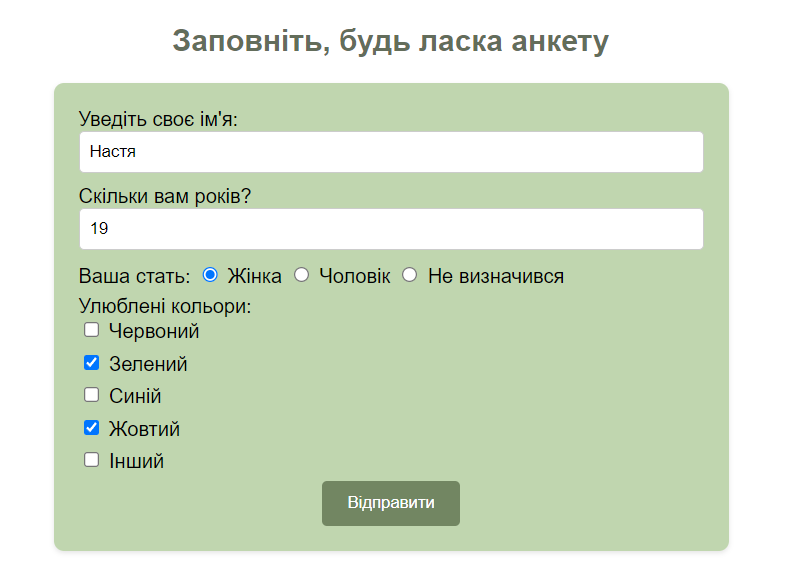 Заповніть, будь ласка анкету
Уведіть своє ім'я:
Настя
Скільки вам років?
19
Ваша стать: Жінка Чоловік Не визначився
Улюблені кольори:
Червоний
Зелений
Синій
Жовтий
Інший
Відправити